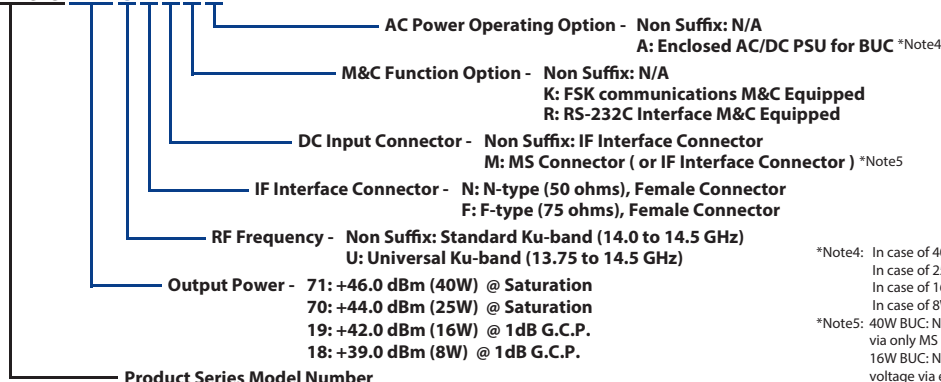 AC Power Operating Option - Non Suffix: N/A
A: Enclosed AC/DC PSU for BUC *Note4
M&C Function Option - Non Suffix: N/A
K: FSK communications M&C Equipped
R: RS-232C Interface M&C Equipped
DC Input Connector - Non Suffix: IF Interface Connector
M: MS Connector ( or IF Interface Connector ) *Note5
IF Interface Connector - N: N-type (50 ohms), Female Connector
F: F-type (75 ohms), Female Connector
RF Frequency - Non Suffix: Standard Ku-band (14.0 to 14.5 GHz)
U: Universal Ku-band (13.75 to 14.5 GHz)
Output Power - 71: +46.0 dBm (40W) @ Saturation
70: +44.0 dBm (25W) @ Saturation
19: +42.0 dBm (16W) @ 1dB G.C.P.
18: +39.0 dBm (8W) @ 1dB G.C.P.
Product Series Model Number
*Note4: In case of
In case of
In case of
In case of
*Note5: 40W BUC:
via only MS
16W BUC:
voltage via